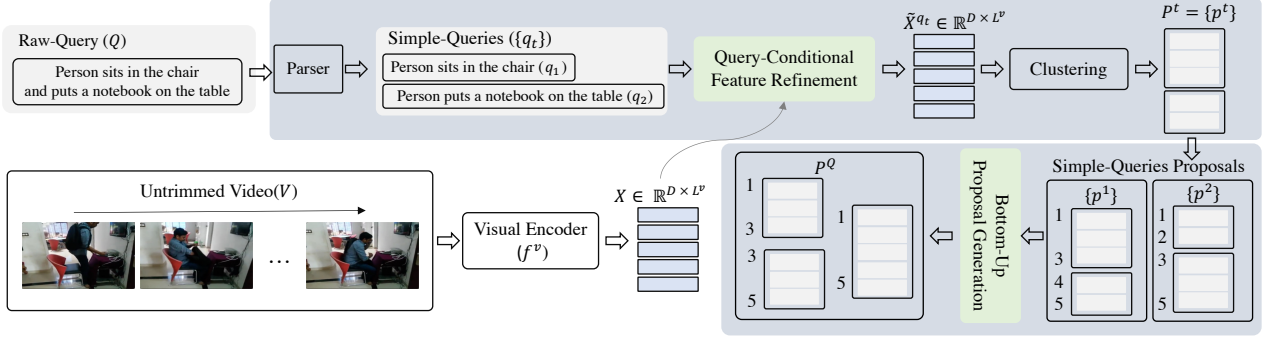 Raw-Query (Q)
Person sits in the chair
and puts a notebook on the table
Parser
Simple-Queries ({q_t})
Person sits in the chair (q_1)
Person puts a notebook on the table (q_2)
Query-Conditional
Feature Refinement
X̃^{q_t} ∈ ℝ^{D × L^v}
Clustering
P^t = {p^t}
Untrimmed Video(V)
...
Visual Encoder
(f^v)
X ∈ ℝ^{D × L^v}
P^Q
1
3
3
5
1
5
Bottom-Up
Proposal Generation
Simple-Queries Proposals
{p^1}
1
3
4
5
{p^2}
1
2
3
5